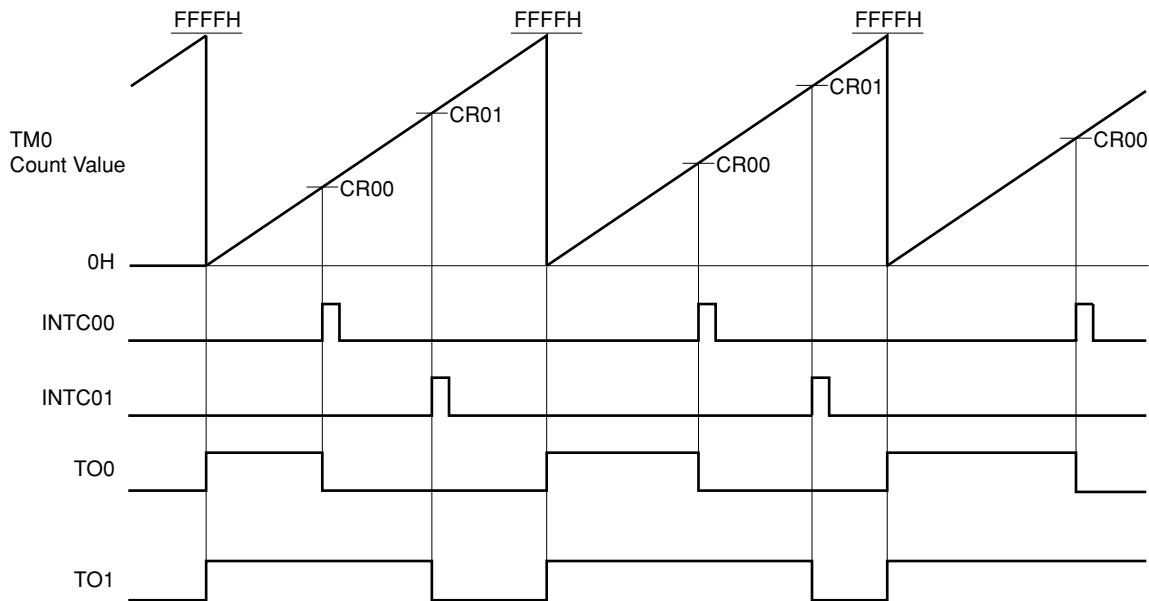 FFFFH FFFFH FFFFH
CR01
CR01
TM0
Count Value
CR00
CR00
CR00
0H
INTC00
INTC01
TO0
TO1